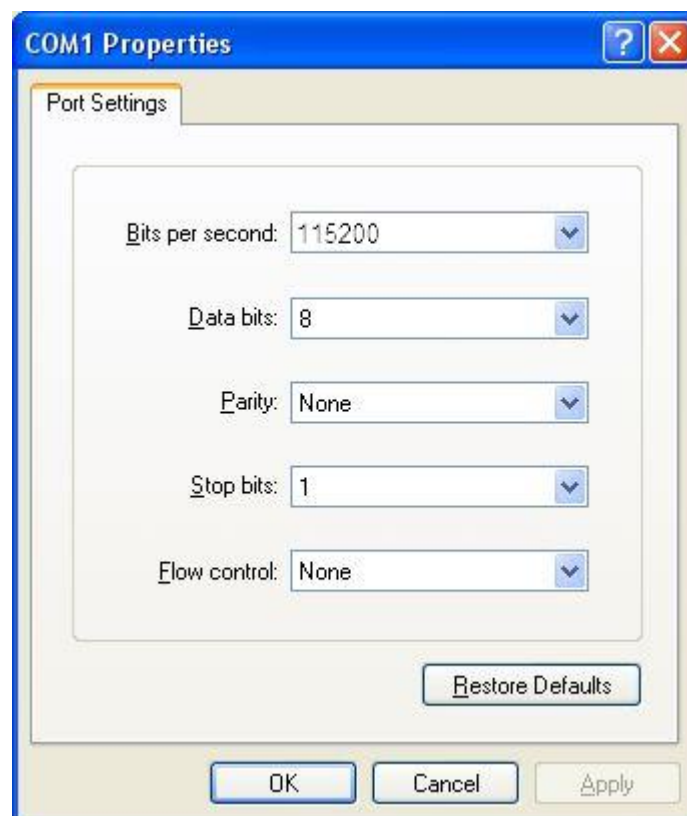 COM1 Properties
Port Settings
Bits per second: 115200
Data bits: 8
Parity: None
Stop bits: 1
Flow control: None
Restore Defaults
OK Cancel Apply